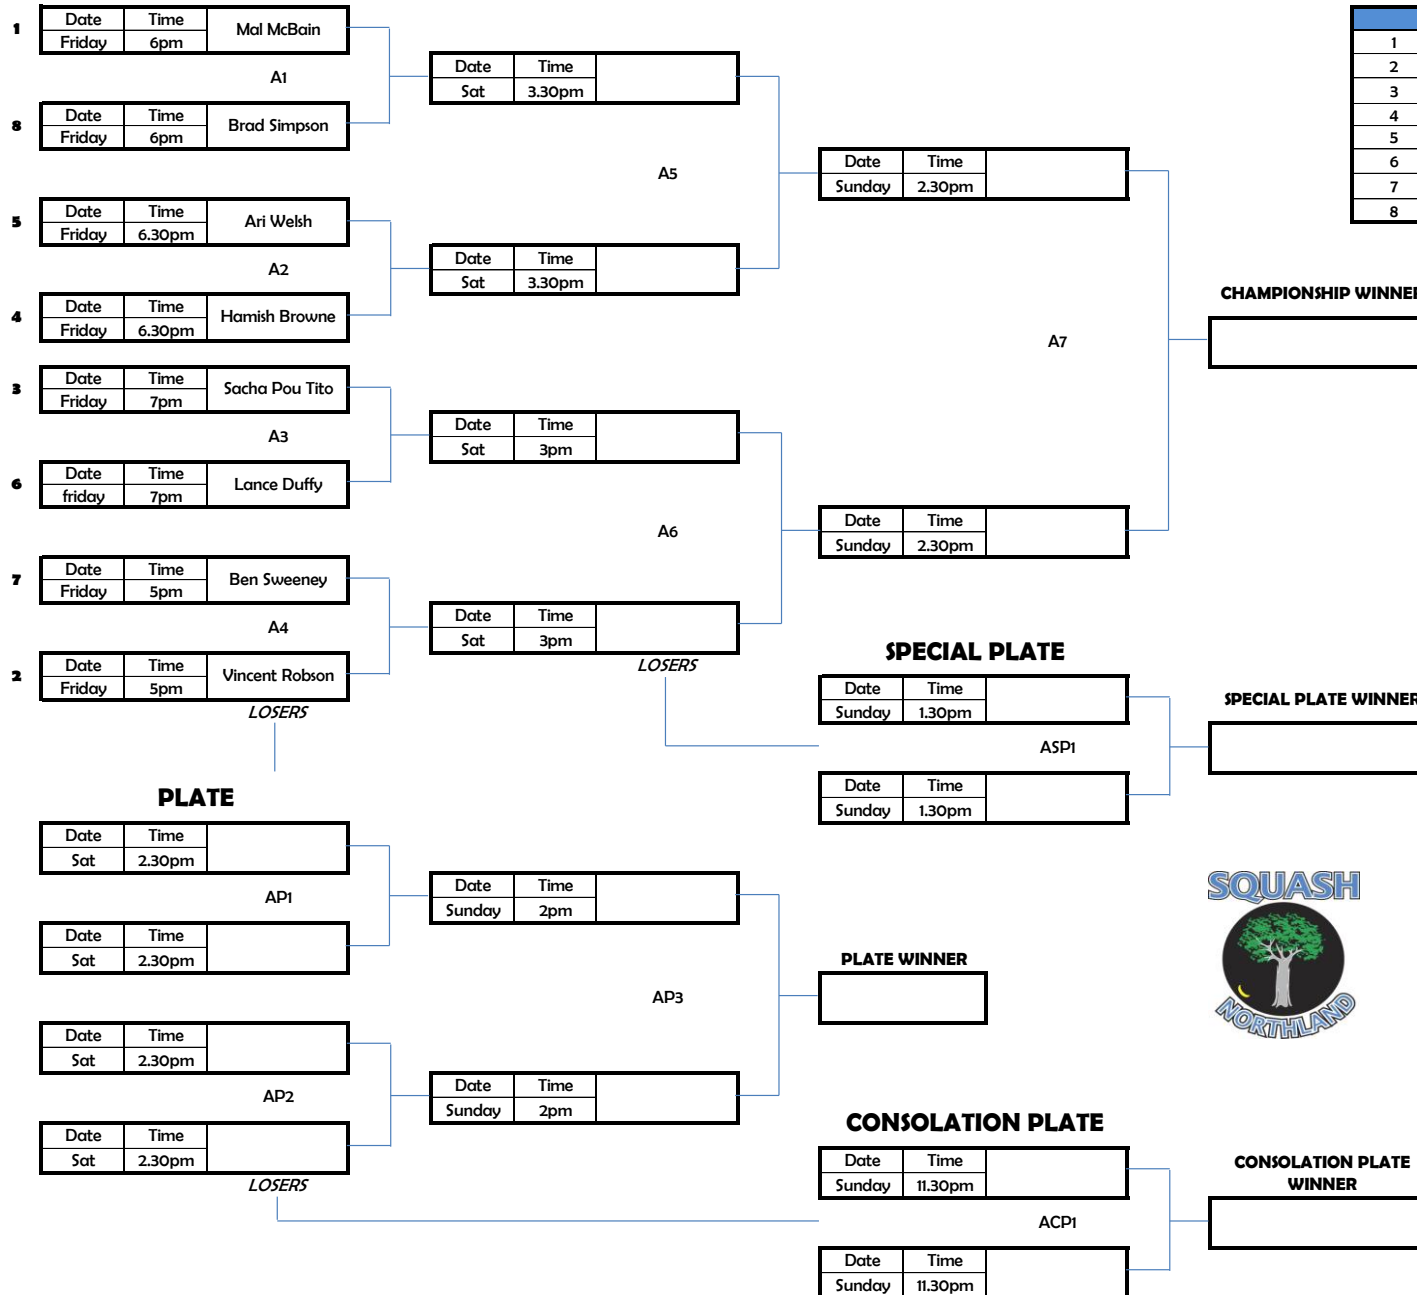 1 Date Time Mal McBain
Friday 6pm
A1
8 Date Time Brad Simpson
Friday 6pm
5 Date Time Ari Welsh
Friday 6.30pm
A2
4 Date Time Hamish Browne
Friday 6.30pm
3 Date Time Sacha Pou Tito
Friday 7pm
A3
6 Date Time Lance Duffy
friday 7pm
7 Date Time Ben Sweeney
Friday 5pm
A4
2 Date Time Vincent Robson
Friday 5pm
LOSERS
Date Time
Sat 3.30pm
A5
Date Time
Sat 3.30pm
Date Time
Sat 3pm
A6
Date Time
Sat 3pm
LOSERS
Date Time
Sunday 2.30pm
A7
Date Time
Sunday 2.30pm
1
2
3
4
5
6
7
8
CHAMPIONSHIP WINNER
SPECIAL PLATE
Date Time
Sunday 1.30pm
ASP1
Date Time
Sunday 1.30pm
SPECIAL PLATE WINNER
PLATE
Date Time
Sat 2.30pm
AP1
Date Time
Sat 2.30pm
Date Time
Sat 2.30pm
AP2
Date Time
Sat 2.30pm
LOSERS
Date Time
Sunday 2pm
AP3
Date Time
Sunday 2pm
PLATE WINNER
SQUASH
NORTHLAND
CONSOLATION PLATE
Date Time
Sunday 11.30pm
ACP1
Date Time
Sunday 11.30pm
CONSOLATION PLATE
WINNER